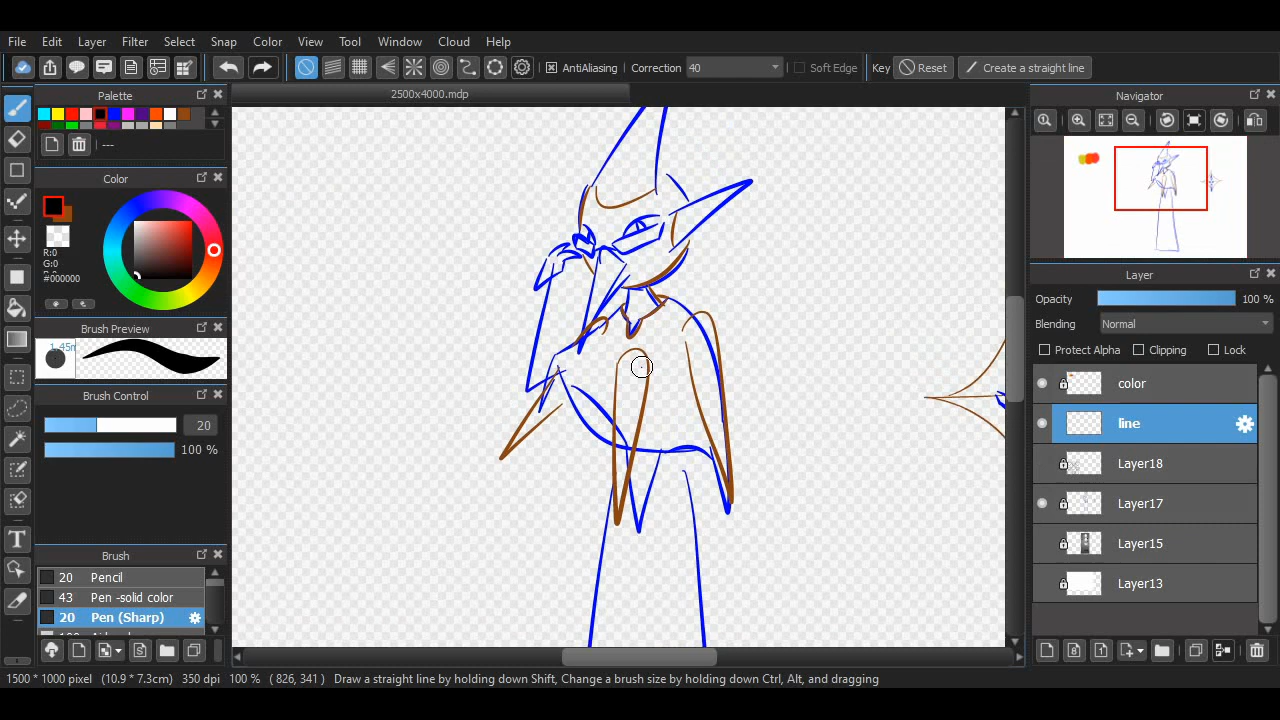 File Edit Layer Filter Select Snap Color View Tool Window Cloud Help
AntiAliasing Correction 40 Soft Edge Key Reset Create a straight line
Palette
---
2500x4000.mdp
Navigator
Color
R:0
G:0
#000000
Brush Preview
Brush Control
20
100 %
Layer
Opacity 100 %
Blending Normal
Protect Alpha Clipping Lock
color
line
Layer18
Layer17
Layer15
Layer13
Brush
20 Pencil
43 Pen -solid color
20 Pen (Sharp)
1500 * 1000 pixel (10.9 * 7.3cm) 350 dpi 100 % ( 826, 341 ) Draw a straight line by holding down Shift, Change a brush size by holding down Ctrl, Alt, and dragging